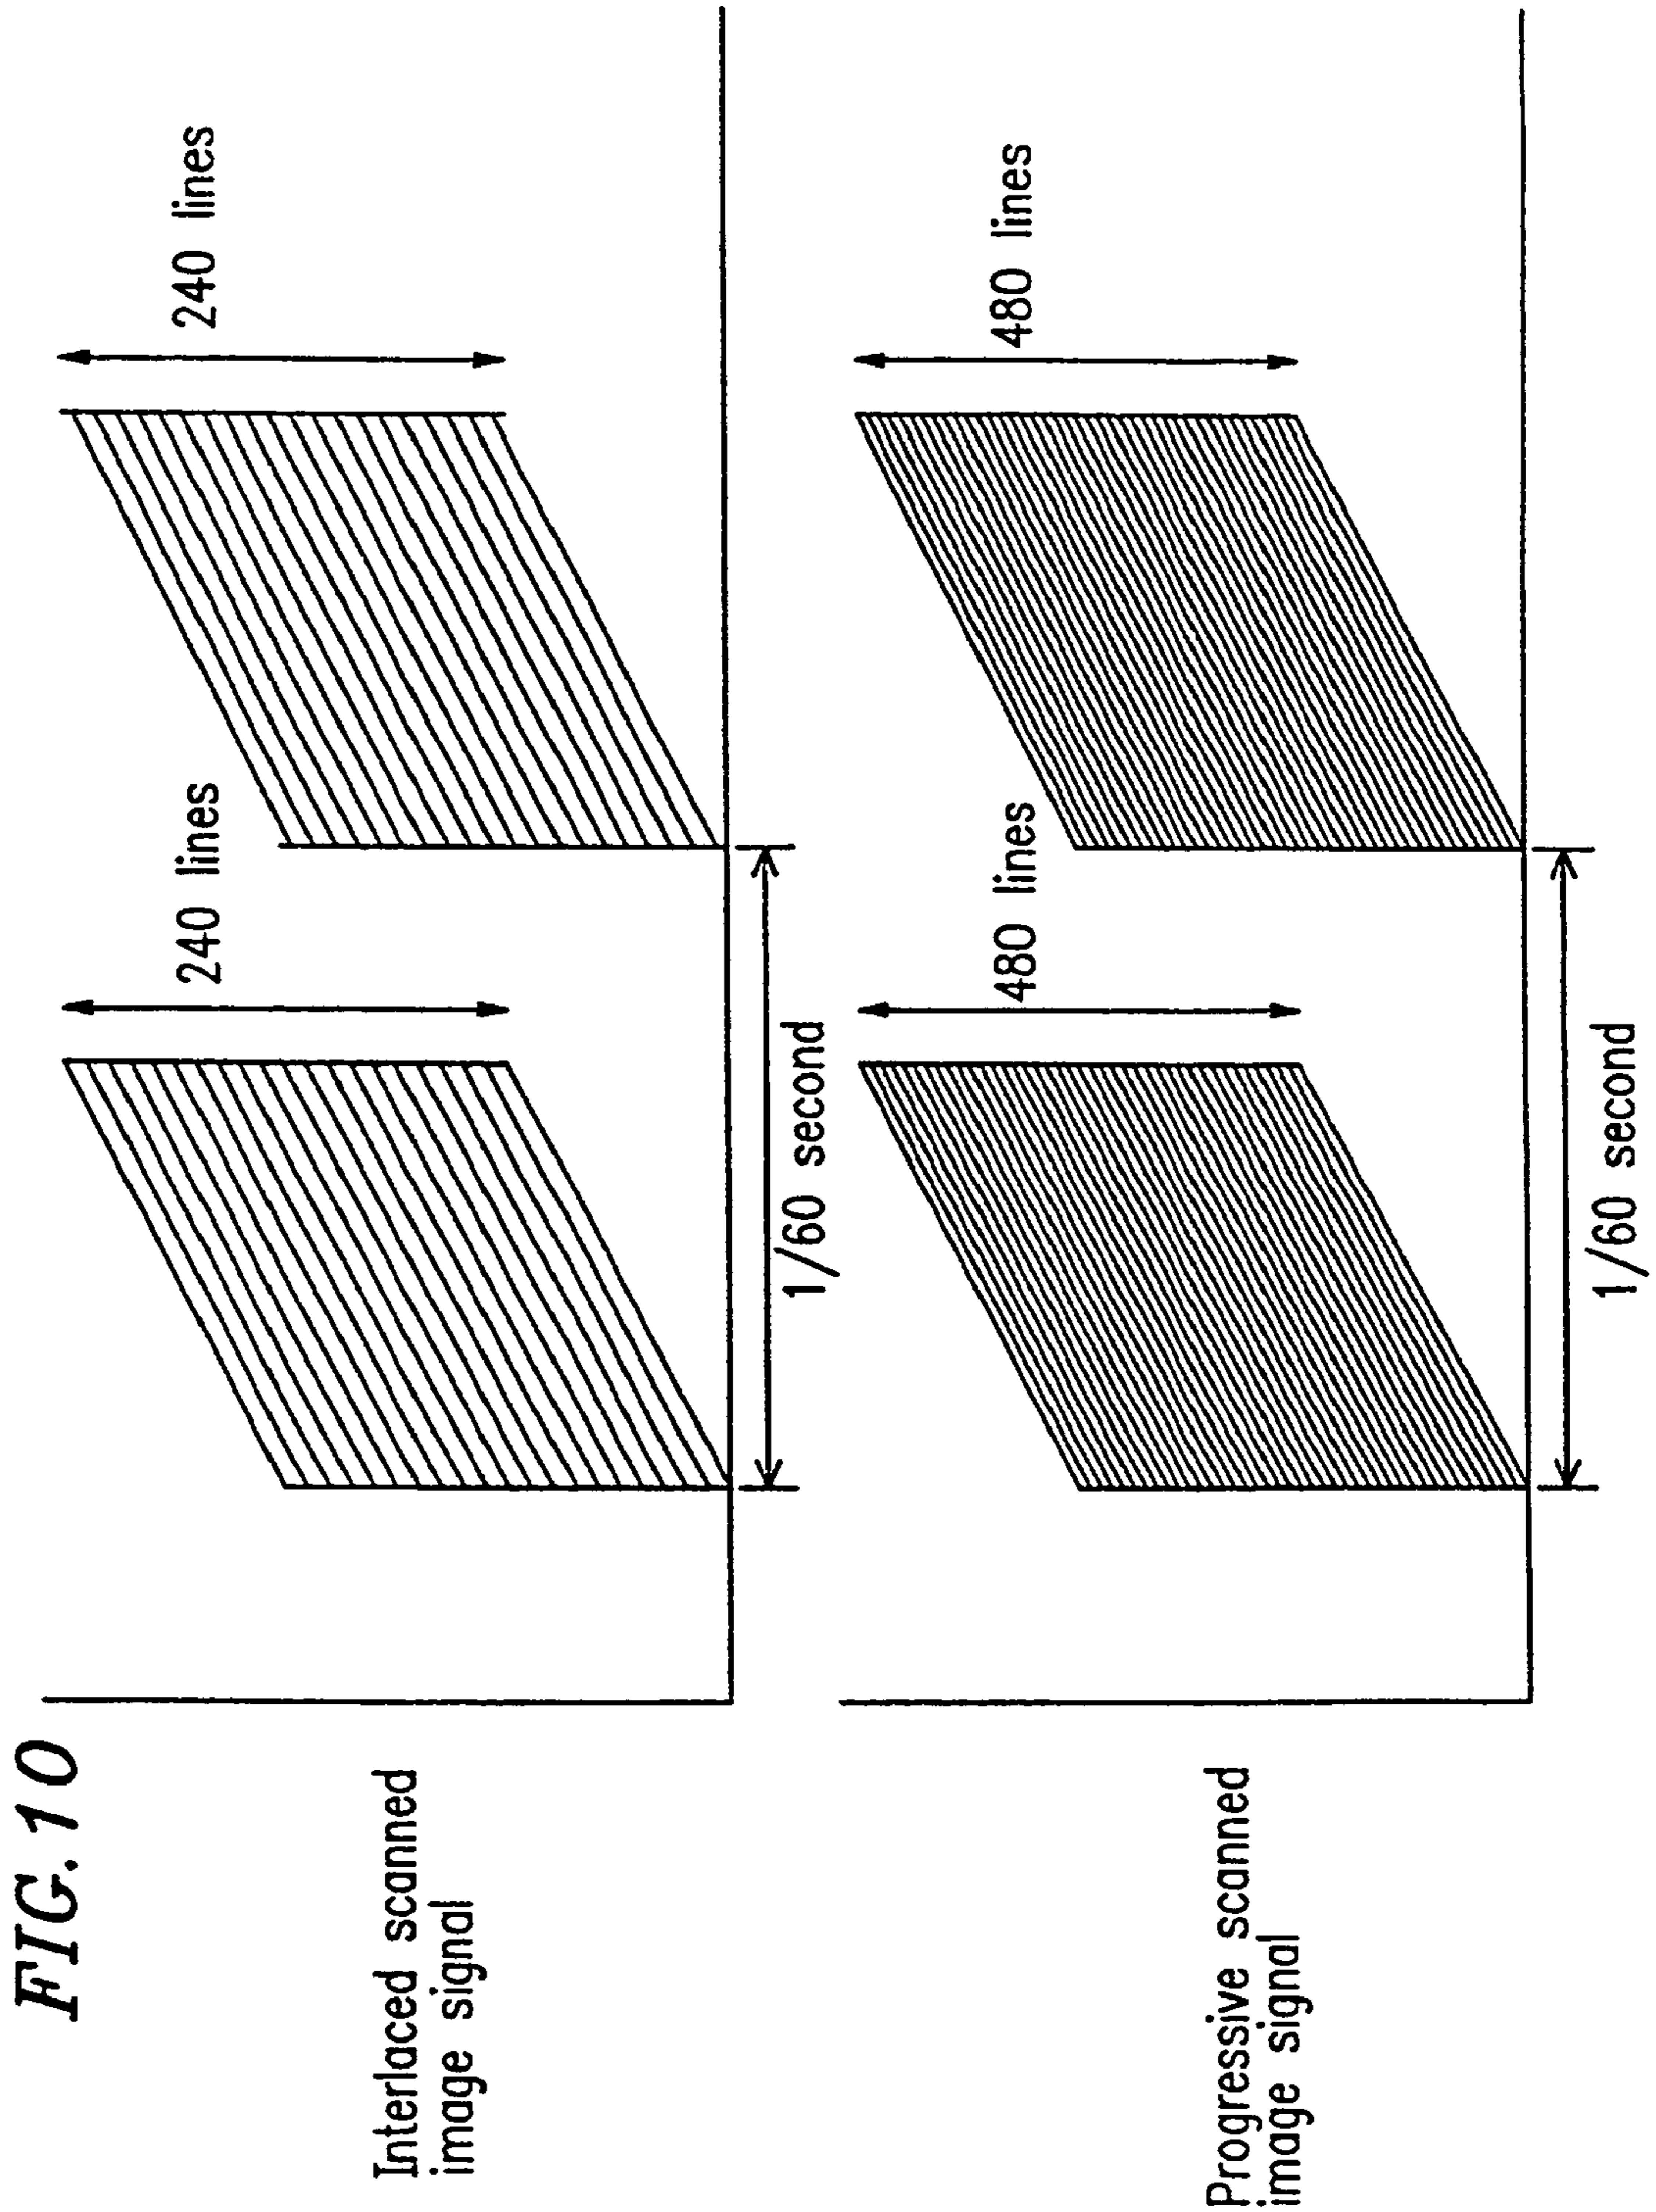 FIG.10
Interlaced scanned
image signal
240 lines
240 lines
1/60 second
Progressive scanned
image signal
480 lines
480 lines
1/60 second